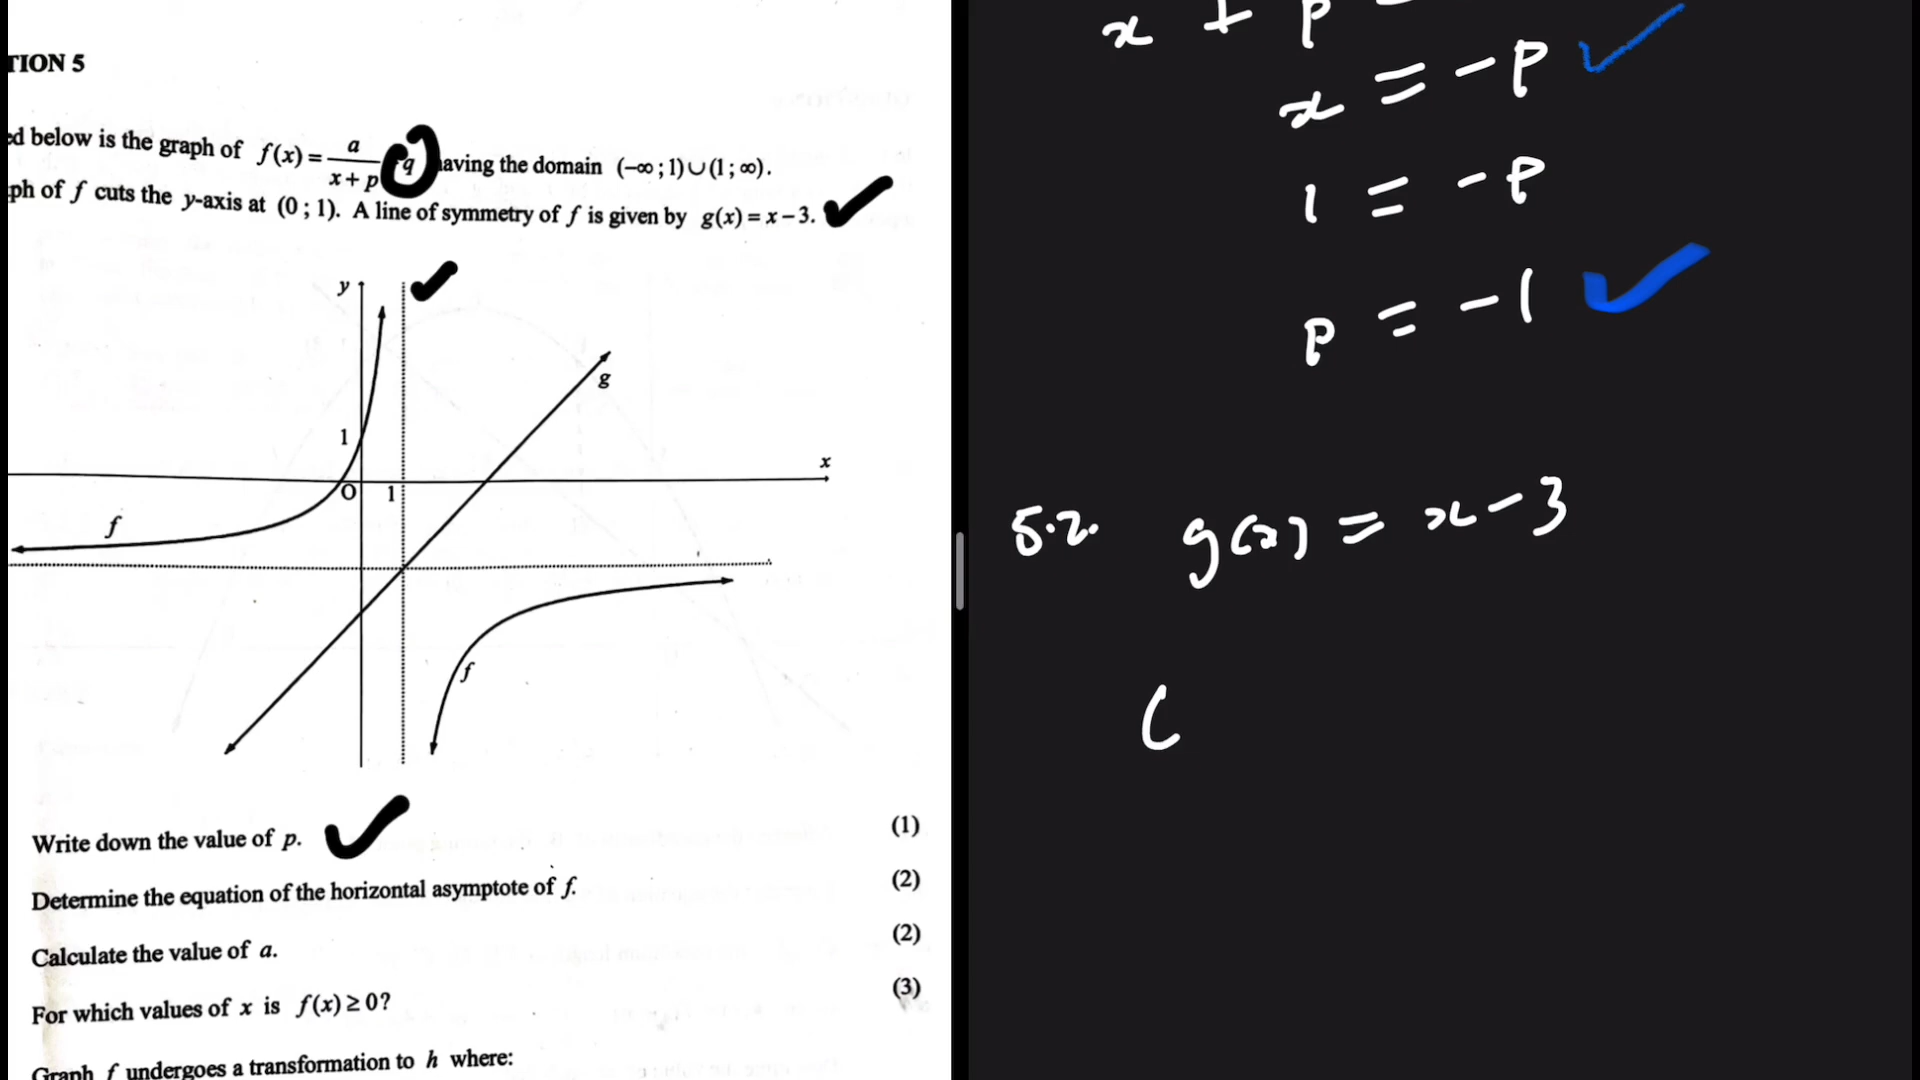 TION 5
ed below is the graph of f(x) = a/(x + p) q having the domain (−∞ ; 1) ∪ (1 ; ∞).
ph of f cuts the y-axis at (0 ; 1). A line of symmetry of f is given by g(x) = x − 3.
y
g
1
x
O 1
f
f
Write down the value of p. (1)
Determine the equation of the horizontal asymptote of f. (2)
Calculate the value of a. (2)
For which values of x is f(x) ≥ 0? (3)
Graph f undergoes a transformation to h where:
x + p =
x = -p
1 = -p
p = -1
5.2. g(x) = x - 3
(